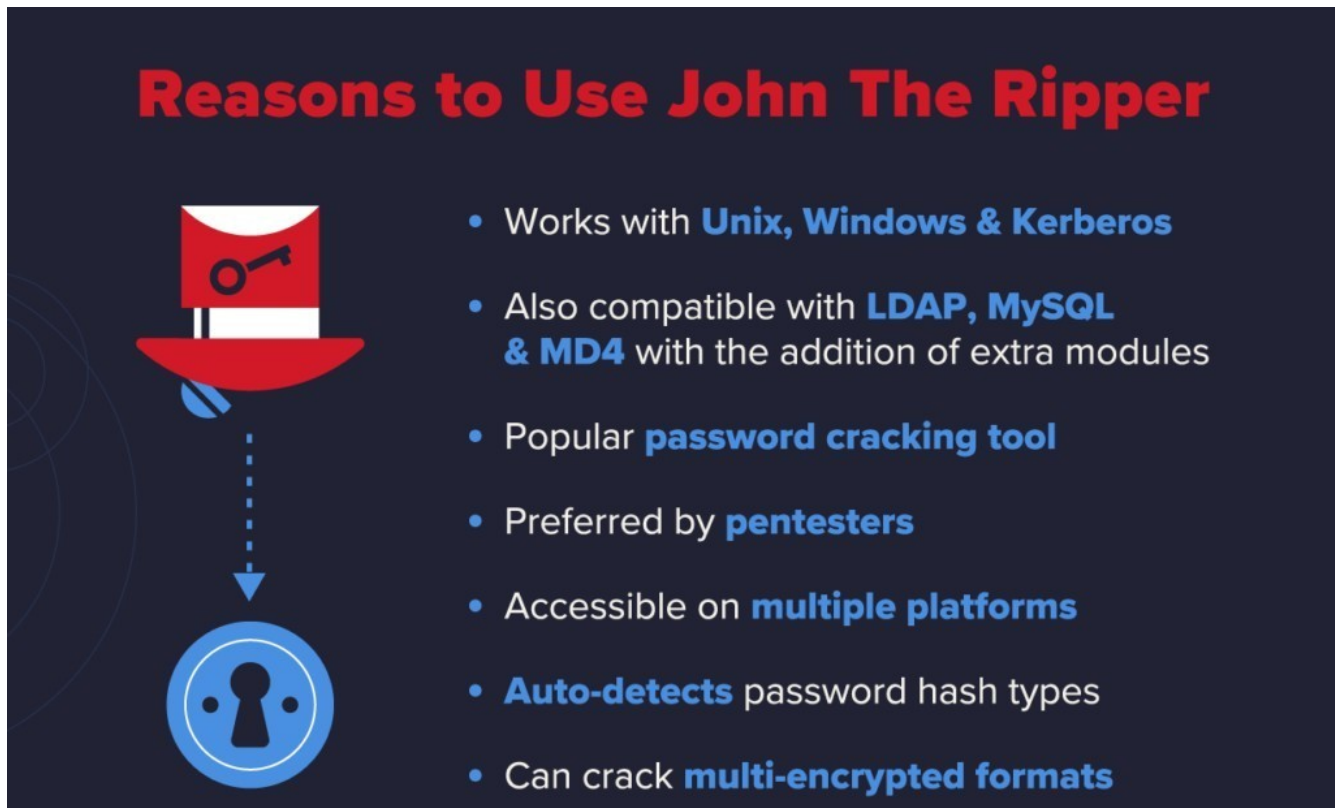 Reasons to Use John The Ripper
• Works with Unix, Windows & Kerberos
• Also compatible with LDAP, MySQL
& MD4 with the addition of extra modules
• Popular password cracking tool
• Preferred by pentesters
• Accessible on multiple platforms
• Auto-detects password hash types
• Can crack multi-encrypted formats